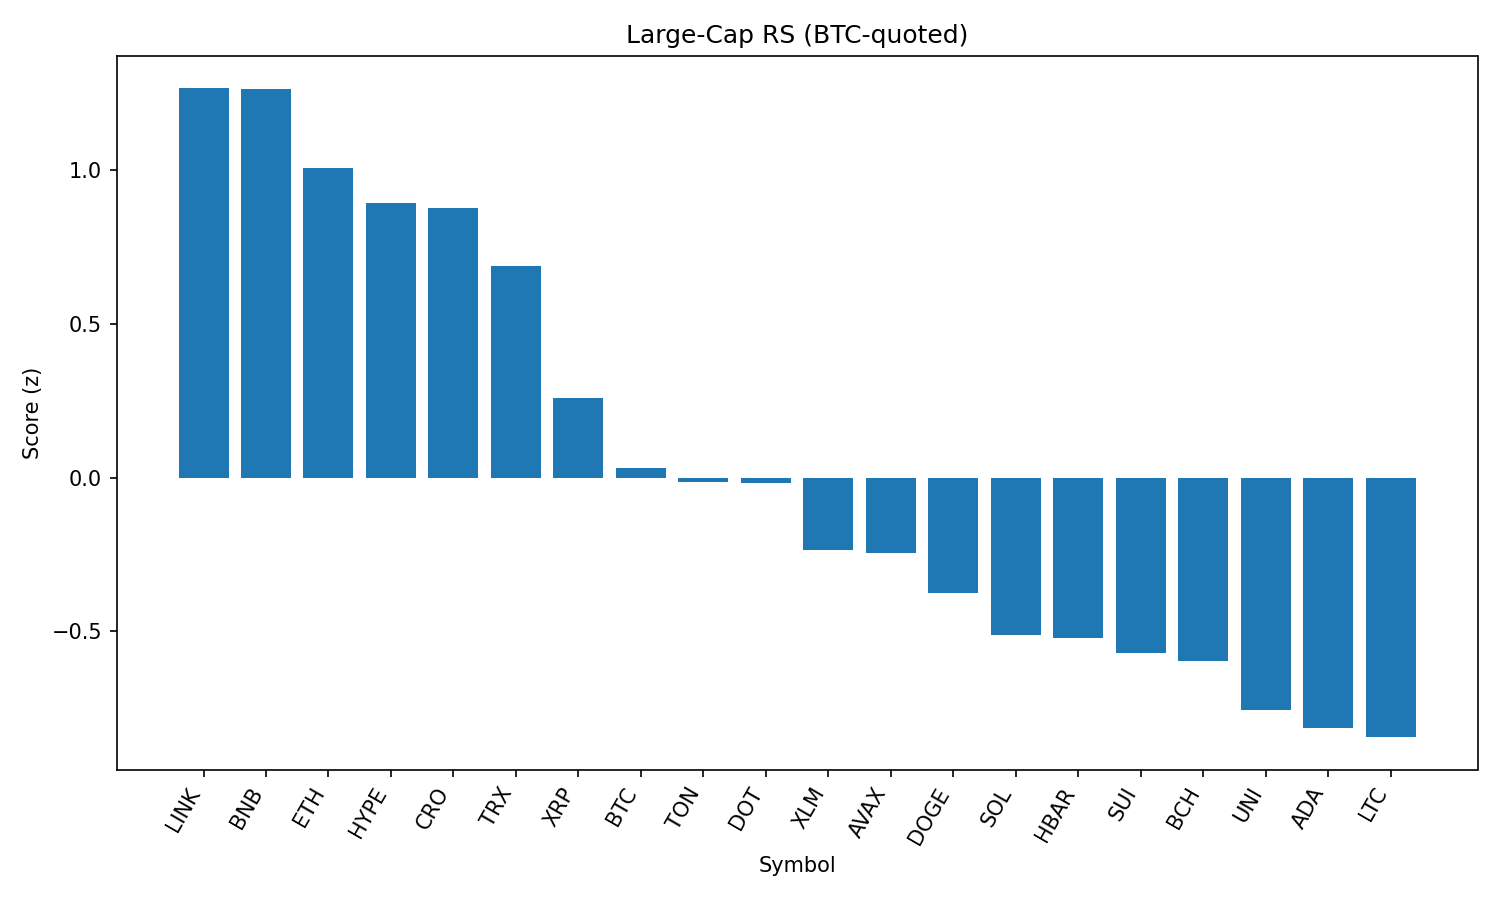 Large-Cap RS (BTC-quoted)
Score (z)
1.0
0.5
0.0
−0.5
LINK
BNB
ETH
HYPE
CRO
TRX
XRP
BTC
TON
DOT
XLM
AVAX
DOGE
SOL
HBAR
SUI
BCH
UNI
ADA
LTC
Symbol